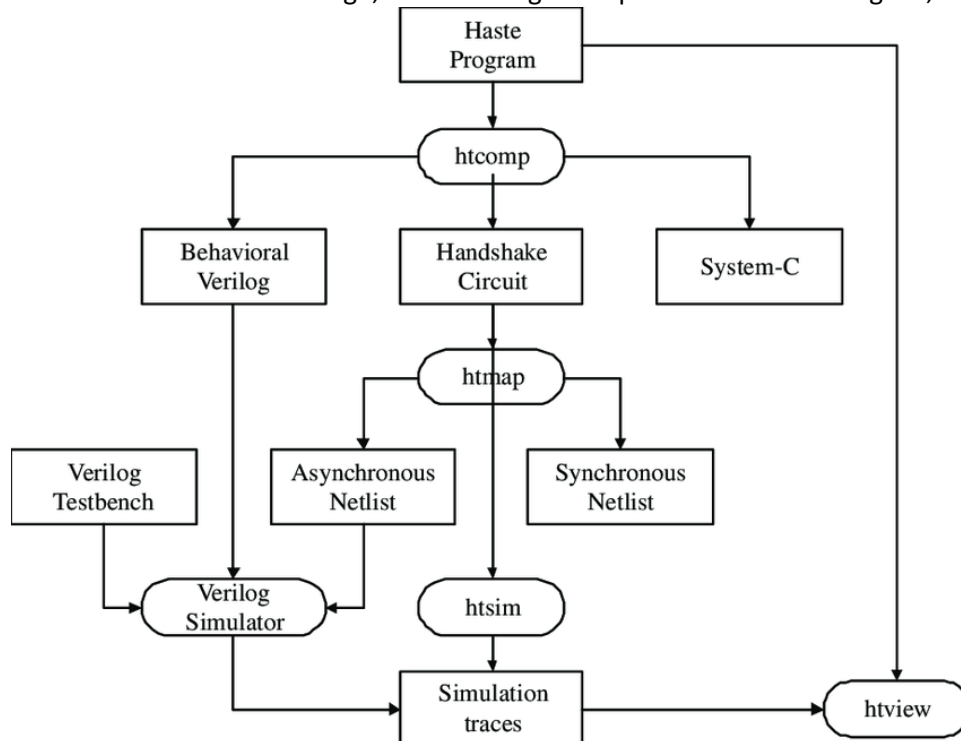 Haste
Program
htcomp
Behavioral
Verilog
Handshake
Circuit
System-C
htmap
Verilog
Testbench
Asynchronous
Netlist
Synchronous
Netlist
Verilog
Simulator
htsim
Simulation
traces
htview